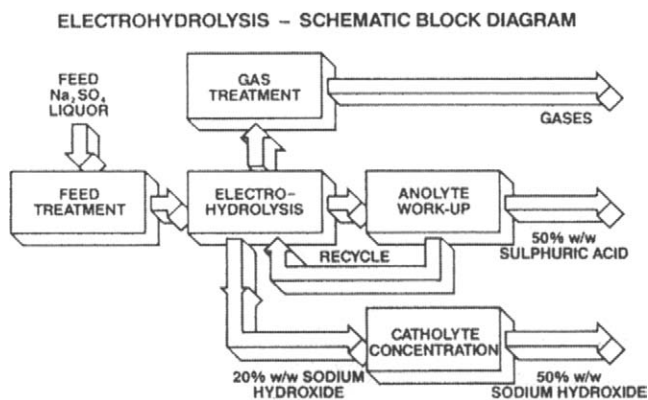 ELECTROHYDROLYSIS – SCHEMATIC BLOCK DIAGRAM
FEED
Na₂SO₄
LIQUOR
GAS
TREATMENT
GASES
FEED
TREATMENT
ELECTRO-
HYDROLYSIS
ANOLYTE
WORK-UP
50% w/w
SULPHURIC ACID
RECYCLE
CATHOLYTE
CONCENTRATION
20% w/w SODIUM
HYDROXIDE
50% w/w
SODIUM HYDROXIDE